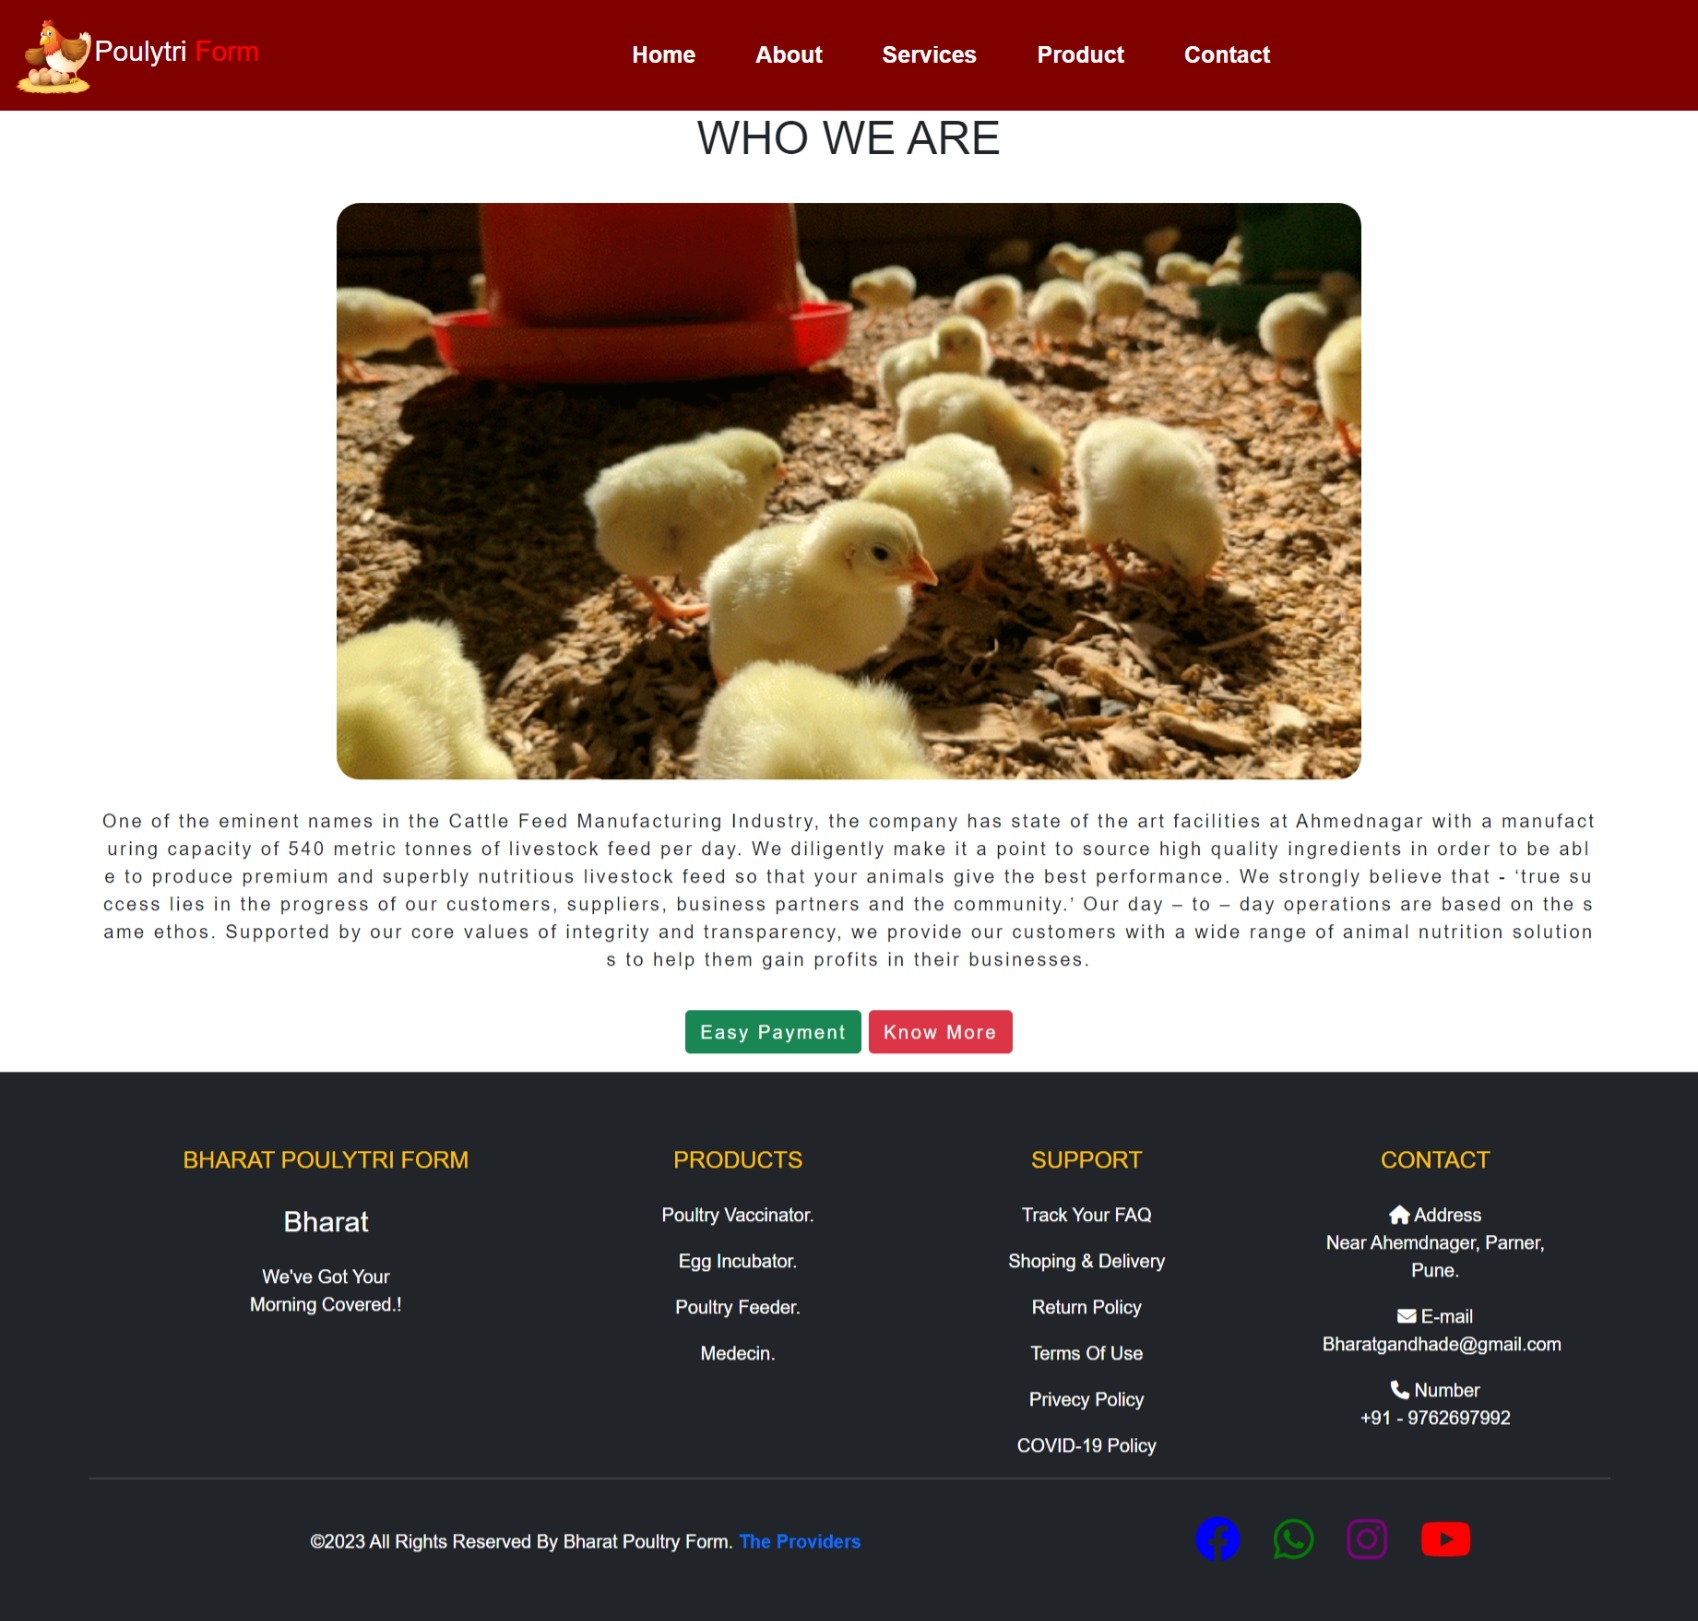 Poulytri Form
Home About Services Product Contact
WHO WE ARE
One of the eminent names in the Cattle Feed Manufacturing Industry, the company has state of the art facilities at Ahmednagar with a manufact
uring capacity of 540 metric tonnes of livestock feed per day. We diligently make it a point to source high quality ingredients in order to be abl
e to produce premium and superbly nutritious livestock feed so that your animals give the best performance. We strongly believe that - ‘true su
ccess lies in the progress of our customers, suppliers, business partners and the community.’ Our day – to – day operations are based on the s
ame ethos. Supported by our core values of integrity and transparency, we provide our customers with a wide range of animal nutrition solution
s to help them gain profits in their businesses.
Easy Payment Know More
BHARAT POULYTRI FORM
Bharat
We've Got Your
Morning Covered.!
PRODUCTS
Poultry Vaccinator.
Egg Incubator.
Poultry Feeder.
Medecin.
SUPPORT
Track Your FAQ
Shoping & Delivery
Return Policy
Terms Of Use
Privecy Policy
COVID-19 Policy
CONTACT
Address
Near Ahemdnager, Parner,
Pune.
E-mail
Bharatgandhade@gmail.com
Number
+91 - 9762697992
©2023 All Rights Reserved By Bharat Poultry Form. The Providers